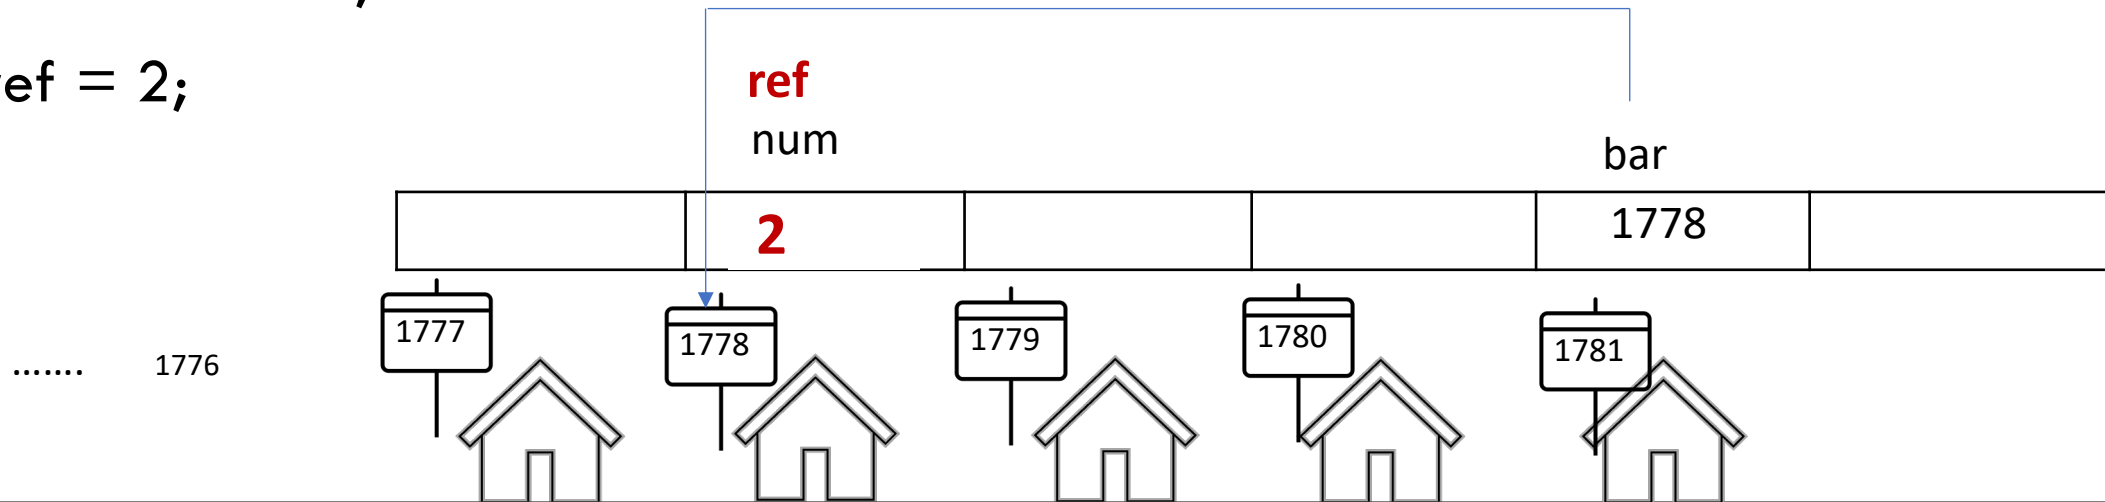 ef = 2;
ref
num
bar
2 1778
1777 1778 1779 1780 1781
....... 1776